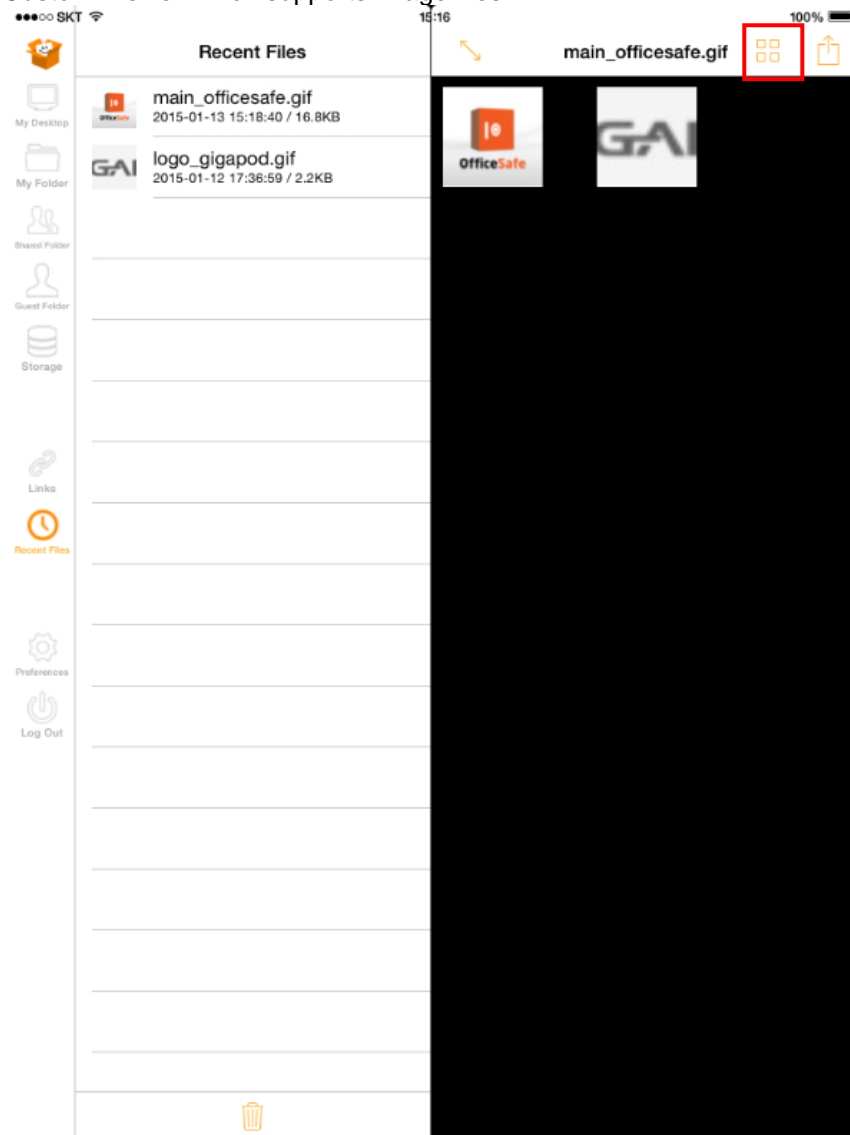 SKT
15:16
100%
Recent Files
main_officesafe.gif
My Desktop
My Folder
Shared Folder
Guest Folder
Storage
Links
Recent Files
Preferences
Log Out
main_officesafe.gif
2015-01-13 15:18:40 / 16.8KB
logo_gigapod.gif
2015-01-12 17:36:59 / 2.2KB
OfficeSafe
GAI
OfficeSafe
GAI